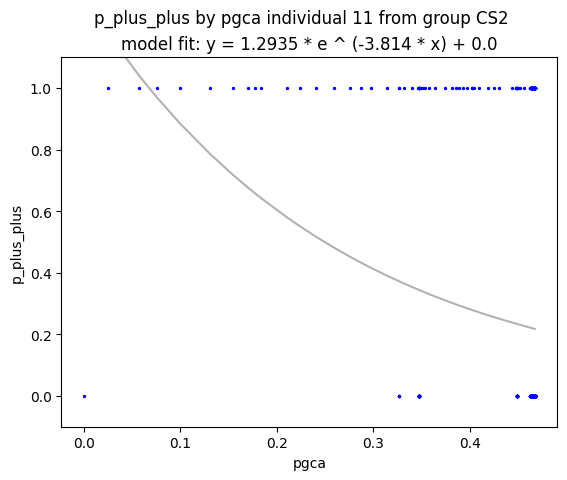 p_plus_plus by pgca individual 11 from group CS2
model fit: y = 1.2935 * e ^ (-3.814 * x) + 0.0
1.0
0.8
0.6
0.4
0.2
0.0
p_plus_plus
0.0 0.1 0.2 0.3 0.4
pgca